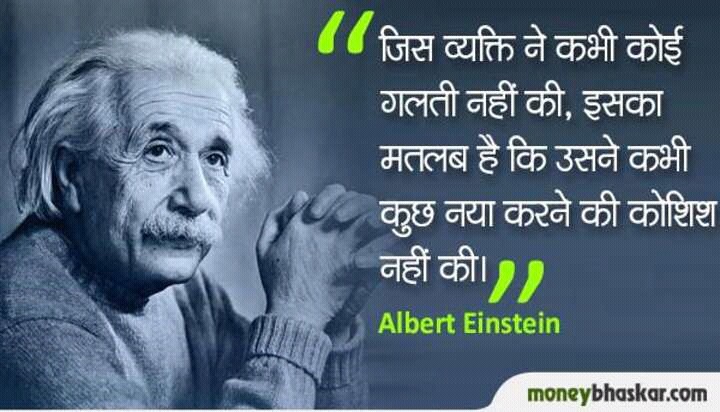 “जिस व्यक्ति ने कभी कोई
गलती नहीं की, इसका
मतलब है कि उसने कभी
कुछ नया करने की कोशिश
नहीं की।”
Albert Einstein
moneybhaskar.com